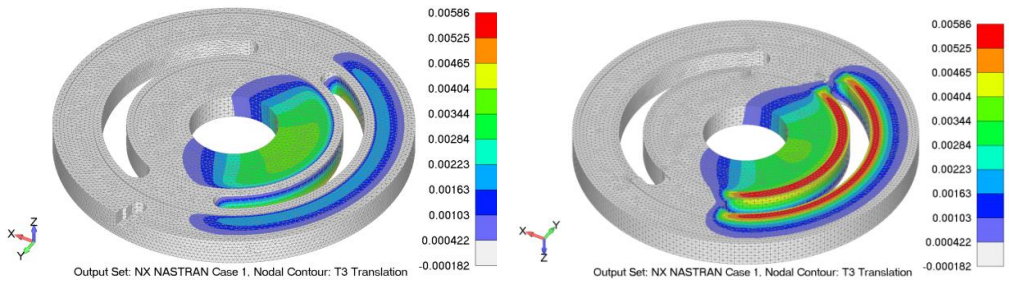 0.00586
0.00525
0.00465
0.00404
0.00344
0.00284
0.00223
0.00163
0.00103
0.000422
-0.000182
Z
X
Y
Output Set: NX NASTRAN Case 1, Nodal Contour: T3 Translation
0.00586
0.00525
0.00465
0.00404
0.00344
0.00284
0.00223
0.00163
0.00103
0.000422
-0.000182
X
Y
Z
Output Set: NX NASTRAN Case 1, Nodal Contour: T3 Translation